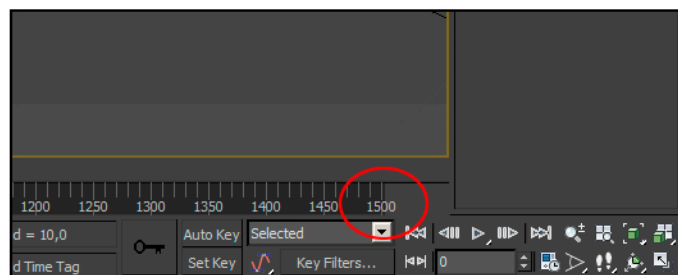 1200 1250 1300 1350 1400 1450 1500
d = 10,0 Auto Key Selected
d Time Tag Set Key Key Filters... 0